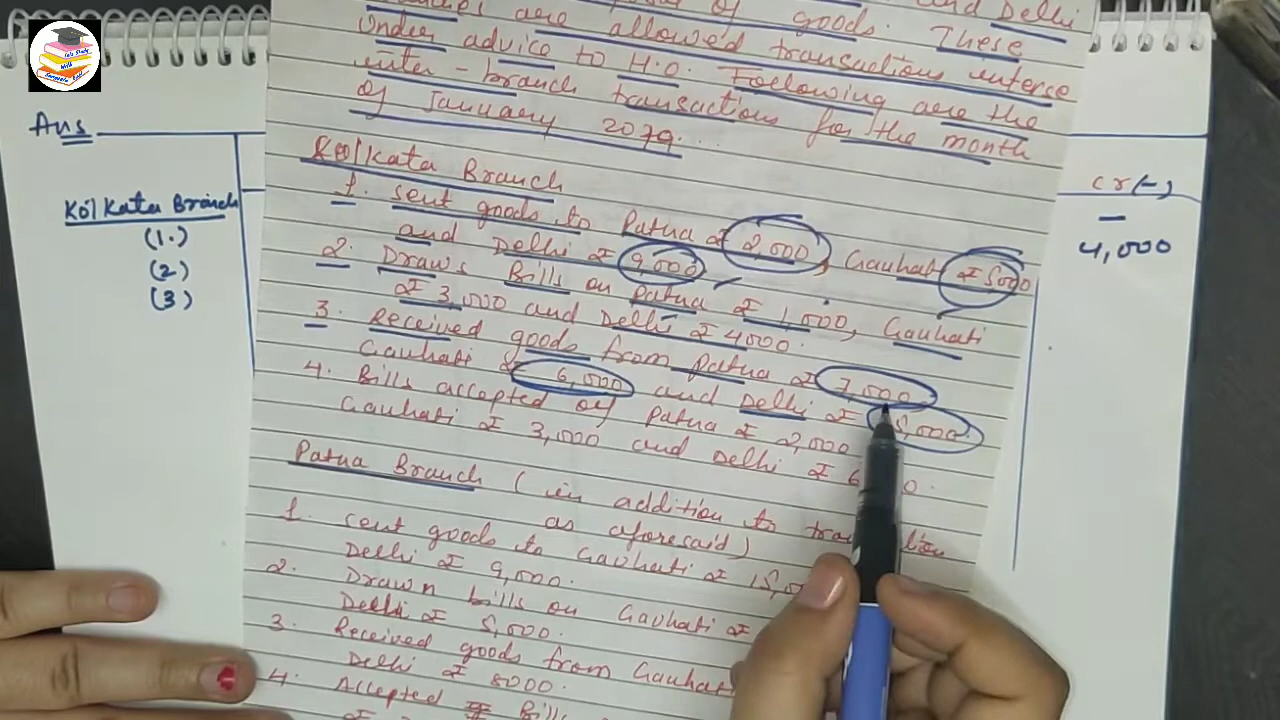 and Delhi
of goods. These
are allowed transactions interse
under advice to H.O. Following are the
inter-branch transactions for the month
of January 2079.
Ans
Kolkata Branch
(1.)
(2)
(3)
cr(-)
4,000
Kolkata Branch
1. Sent goods to Patna ₹ 2,000, Gauhati ₹ 5000
and Delhi ₹ 9,000
2. Draws Bills on Patna ₹ 1,500, Gauhati
₹ 3,000 and Delhi ₹ 4000.
3. Received goods from Patna ₹ 7,500
Gauhati ₹ 6,000 and Delhi ₹
4. Bills accepted of Patna ₹ 2,000
Gauhati ₹ 3,000 and Delhi ₹
Patna Branch (in addition to
as aforesaid)
1. Sent goods to Gauhati ₹
Delhi ₹ 9,000.
2. Drawn bills on Gauhati ₹
Delhi ₹ 5,000.
3. Received goods from Gauhati
Delhi ₹ 8000.
4. Accepted Bills